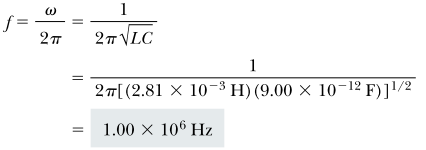 f = ω / 2π = 1 / 2π√LC
= 1 / 2π[(2.81 × 10⁻³ H)(9.00 × 10⁻¹² F)]¹/²
= 1.00 × 10⁶ Hz